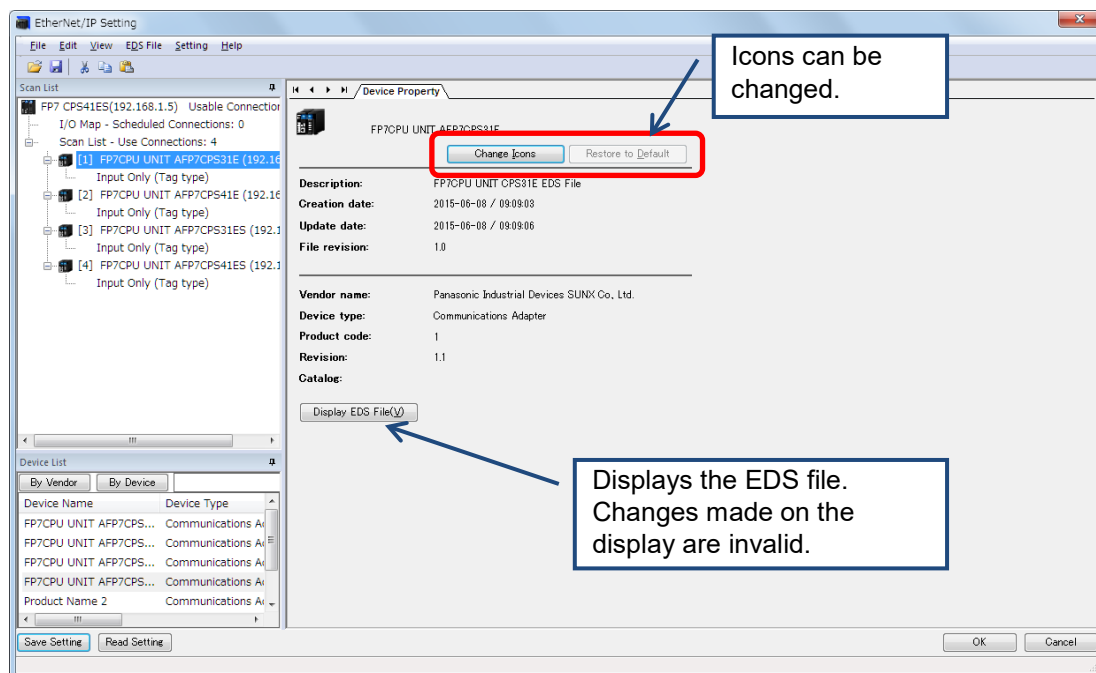 EtherNet/IP Setting
File Edit View EDS File Setting Help
Scan List
FP7 CPS41ES(192.168.1.5) Usable Connection
I/O Map - Scheduled Connections: 0
Scan List - Use Connections: 4
[1] FP7CPU UNIT AFP7CPS31E (192.16
Input Only (Tag type)
[2] FP7CPU UNIT AFP7CPS41E (192.16
Input Only (Tag type)
[3] FP7CPU UNIT AFP7CPS31ES (192.1
Input Only (Tag type)
[4] FP7CPU UNIT AFP7CPS41ES (192.1
Input Only (Tag type)
Device Property
FP7CPU UNIT AFP7CPS31E
Change Icons Restore to Default
Description: FP7CPU UNIT CPS31E EDS File
Creation date: 2015-06-08 / 09:09:03
Update date: 2015-06-08 / 09:09:06
File revision: 1.0
Vendor name: Panasonic Industrial Devices SUNX Co., Ltd.
Device type: Communications Adapter
Product code: 1
Revision: 1.1
Catalog:
Display EDS File(V)
Icons can be
changed.
Displays the EDS file.
Changes made on the
display are invalid.
Device List
By Vendor By Device
Device Name Device Type
FP7CPU UNIT AFP7CPS... Communications Ad
FP7CPU UNIT AFP7CPS... Communications Ad
FP7CPU UNIT AFP7CPS... Communications Ad
FP7CPU UNIT AFP7CPS... Communications Ad
Product Name 2 Communications Ad
Save Setting Read Setting OK Cancel